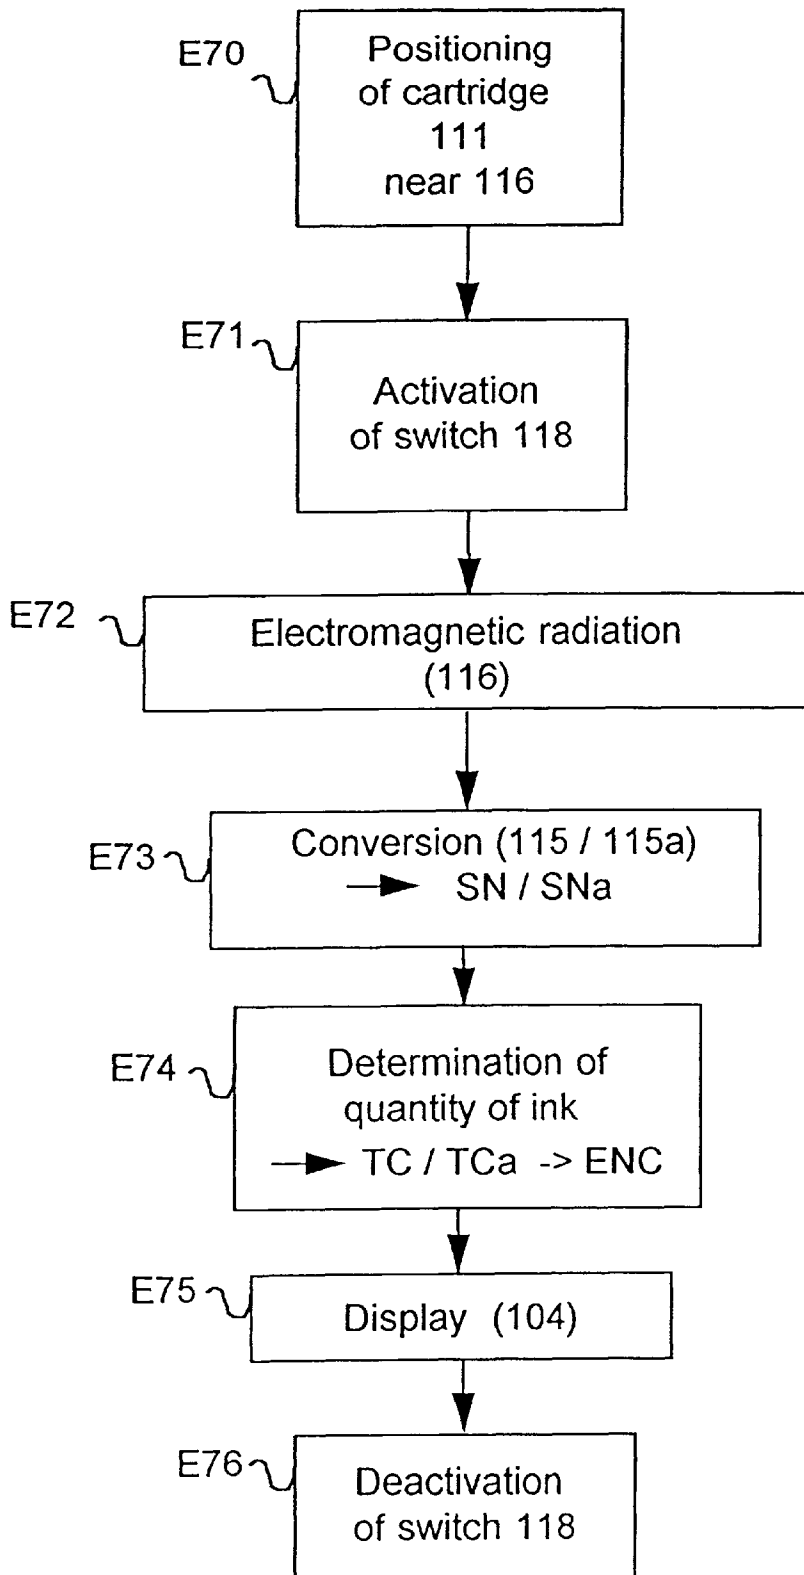 E70
Positioning
of cartridge
111
near 116
E71
Activation
of switch 118
E72
Electromagnetic radiation
(116)
E73
Conversion (115 / 115a)
→ SN / SNa
E74
Determination of
quantity of ink
→ TC / TCa -> ENC
E75
Display (104)
E76
Deactivation
of switch 118